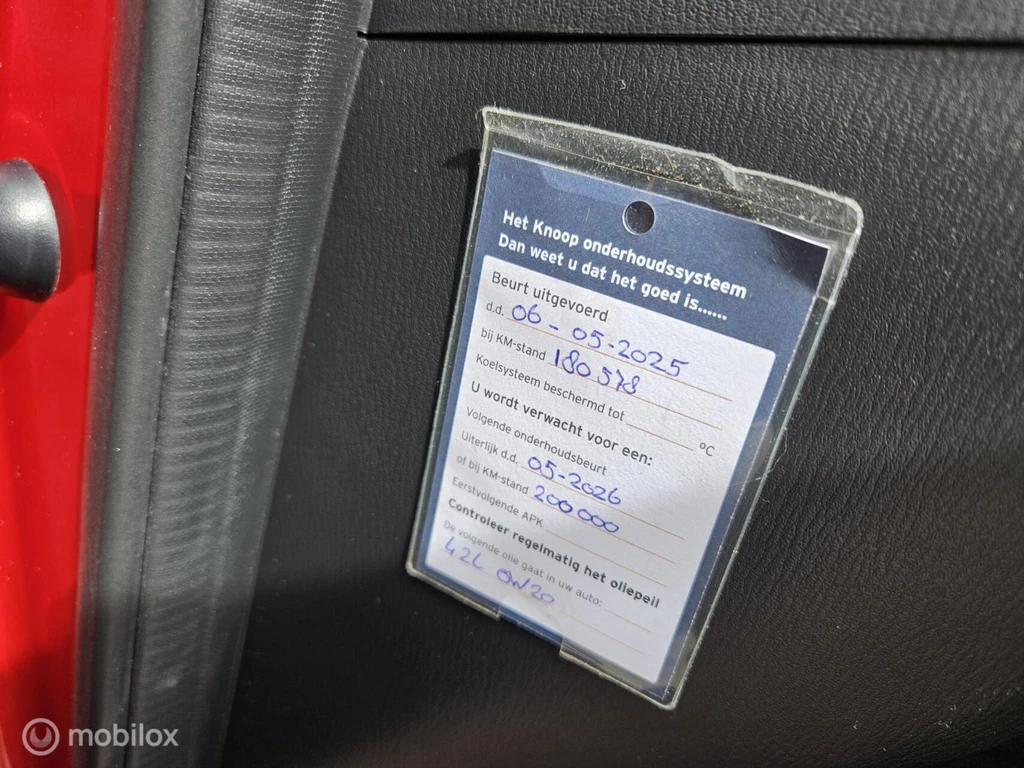 Het Knoop onderhoudssysteem
Dan weet u dat het goed is......
Beurt uitgevoerd
d.d. 06-05-2025
bij KM-stand 180578
Koelsysteem beschermd tot °C
U wordt verwacht voor een:
Volgende onderhoudsbeurt
Uiterlijk d.d. 05-2026
of bij KM-stand 200000
Eerstvolgende APK
Controleer regelmatig het oliepeil
De volgende olie gaat in uw auto:
4.2L 0W20
mobilox